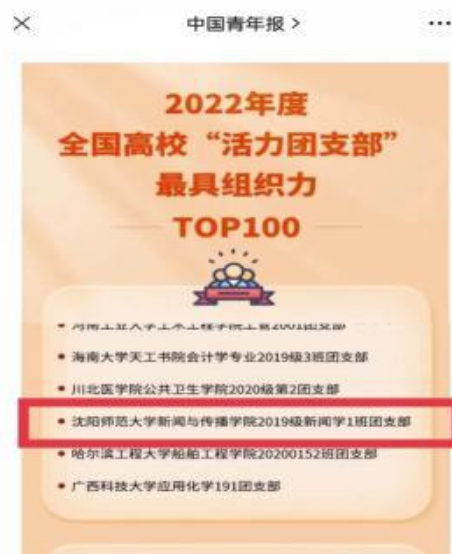 中国青年报 >
2022年度
全国高校“活力团支部”
最具组织力
TOP100
海南大学天工书院会计学专业2019级3班团支部
川北医学院公共卫生学院2020级第2团支部
沈阳师范大学新闻与传播学院2019级新闻学1班团支部
哈尔滨工程大学船舶工程学院20200152班团支部
广西科技大学应用化学191团支部